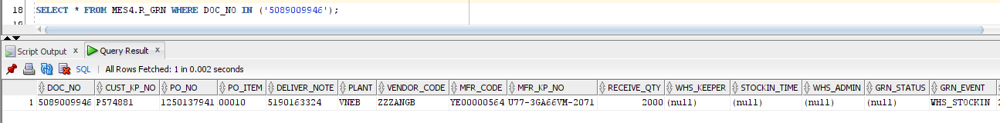 18 SELECT * FROM MES4.R_GRN WHERE DOC_NO IN ('5089009946');
Script Output x Query Result x
SQL | All Rows Fetched: 1 in 0.002 seconds
DOC_NO CUST_KP_NO PO_NO PO_ITEM DELIVER_NOTE PLANT VENDOR_CODE MFR_CODE MFR_KP_NO RECEIVE_QTY WHS_KEEPER STOCKIN_TIME WHS_ADMIN GRN_STATUS GRN_EVENT
1 5089009946 P574881 1250137941 00010 5190163324 VNEB ZZZANGB YE00000564 U77-3GA66VM-2071 2000 (null) (null) (null) (null) WHS_STOCKIN